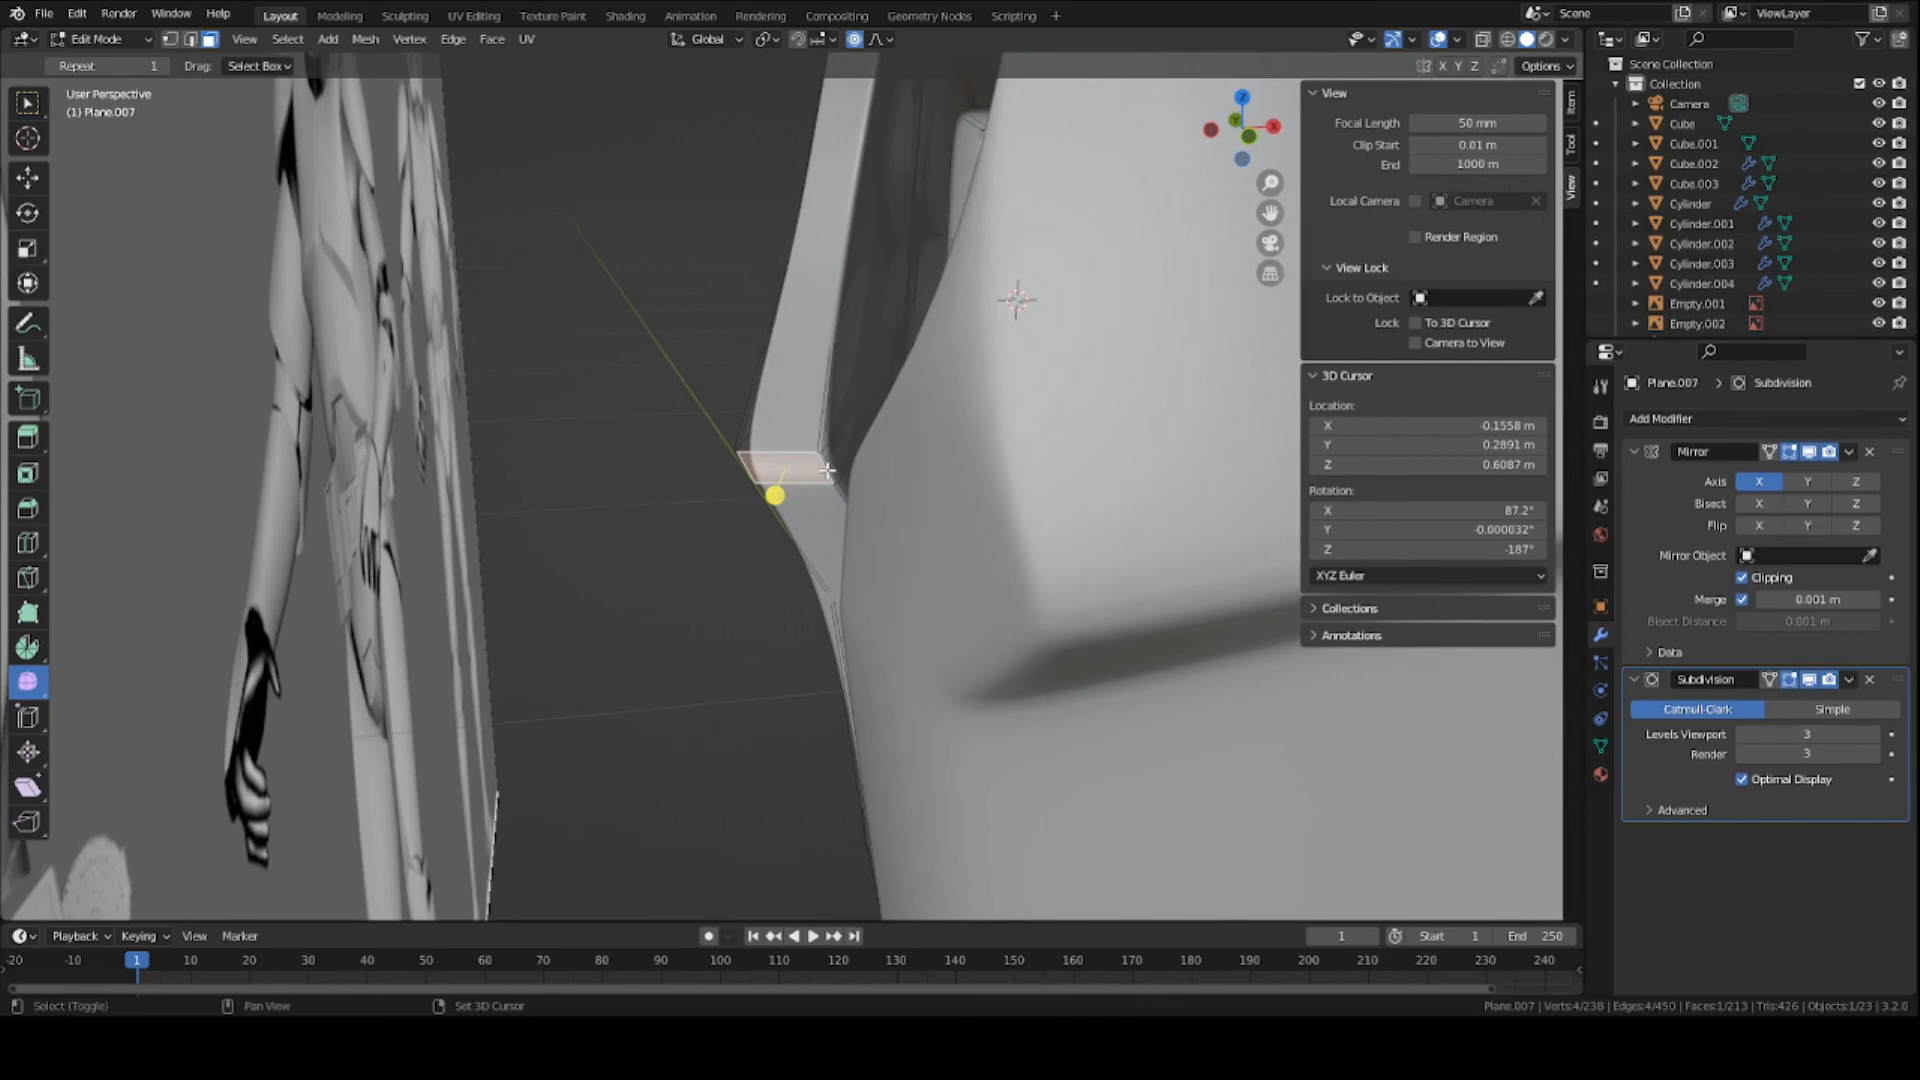 File Edit Render Window Help Layout Modeling Sculpting UV Editing Texture Paint Shading Animation Rendering Compositing Geometry Nodes Scripting + Scene ViewLayer
Edit Mode View Select Add Mesh Vertex Edge Face UV Global
Repeat 1 Drag: Select Box X Y Z Options
User Perspective
(1) Plane.007
View
Focal Length 50 mm
Clip Start 0.01 m
End 1000 m
Local Camera Camera
Render Region
View Lock
Lock to Object
Lock To 3D Cursor
Camera to View
3D Cursor
Location:
X -0.1558 m
Y 0.2891 m
Z 0.6087 m
Rotation:
X 87.2°
Y -0.000032°
Z -187°
XYZ Euler
Collections
Annotations
Item
Tool
View
Z
X
Y
Scene Collection
Collection
Camera
Cube
Cube.001
Cube.002
Cube.003
Cylinder
Cylinder.001
Cylinder.002
Cylinder.003
Cylinder.004
Empty.001
Empty.002
Plane.007 > Subdivision
Add Modifier
Mirror
Axis X Y Z
Bisect X Y Z
Flip X Y Z
Mirror Object
Clipping
Merge 0.001 m
Bisect Distance 0.001 m
Data
Subdivision
Catmull-Clark Simple
Levels Viewport 3
Render 3
Optimal Display
Advanced
Playback Keying View Marker 1 Start 1 End 250
-20 -10 1 10 20 30 40 50 60 70 80 90 100 110 120 130 140 150 160 170 180 190 200 210 220 230 240
Select (Toggle) Pan View Set 3D Cursor Plane.007 | Verts:4/238 | Edges:4/450 | Faces:1/213 | Tris:426 | Objects:1/23 | 3.2.0